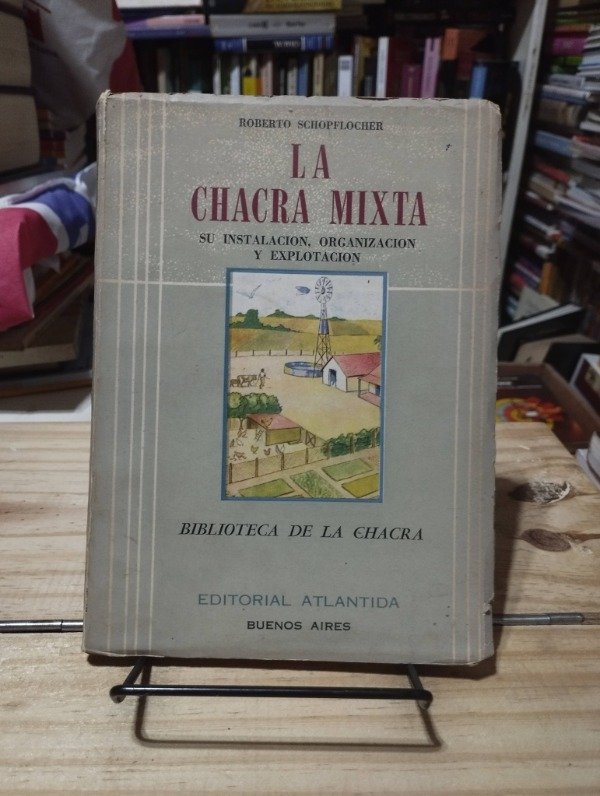 ROBERTO SCHOPFLOCHER
LA
CHACRA MIXTA
SU INSTALACION, ORGANIZACION
Y EXPLOTACION
BIBLIOTECA DE LA CHACRA
EDITORIAL ATLANTIDA
BUENOS AIRES